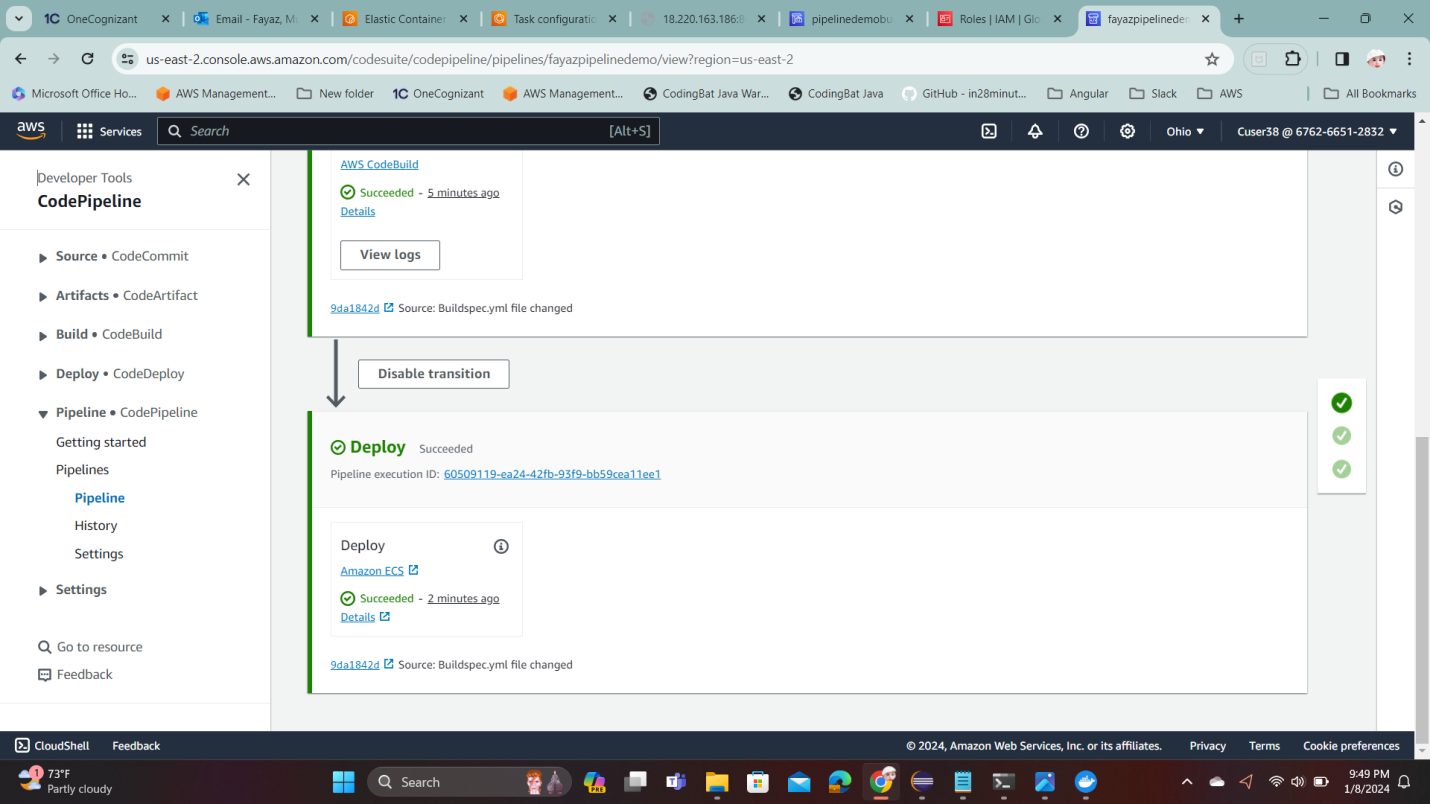 OneCognizant
Email - Fayaz, Mo
Elastic Container
Task configuratio
18.220.163.186:8
pipelinedemobu
Roles | IAM | Glo
fayazpipelinedem
us-east-2.console.aws.amazon.com/codesuite/codepipeline/pipelines/fayazpipelinedemo/view?region=us-east-2
Microsoft Office Ho...
AWS Management...
New folder
1C OneCognizant
AWS Management...
CodingBat Java War...
CodingBat Java
GitHub - in28minut...
Angular
Slack
AWS
All Bookmarks
aws
Services
Search
[Alt+S]
Ohio
Cuser38 @ 6762-6651-2832
Developer Tools
CodePipeline
Source • CodeCommit
Artifacts • CodeArtifact
Build • CodeBuild
Deploy • CodeDeploy
Pipeline • CodePipeline
Getting started
Pipelines
Pipeline
History
Settings
Settings
Go to resource
Feedback
AWS CodeBuild
Succeeded - 5 minutes ago
Details
View logs
9da1842d Source: Buildspec.yml file changed
Disable transition
Deploy Succeeded
Pipeline execution ID: 60509119-ea24-42fb-93f9-bb59cea11ee1
Deploy
Amazon ECS
Succeeded - 2 minutes ago
Details
9da1842d Source: Buildspec.yml file changed
CloudShell
Feedback
© 2024, Amazon Web Services, Inc. or its affiliates.
Privacy
Terms
Cookie preferences
1
73°F
Partly cloudy
Search
PRE
9:49 PM
1/8/2024